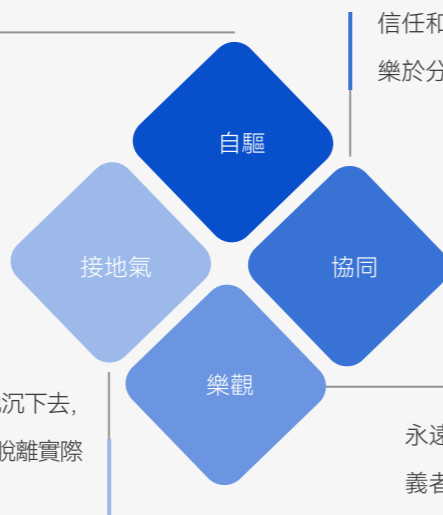 信任和
樂於分
自驅
接地氣
協同
樂觀
沉下去,
脫離實際
永遠
義者